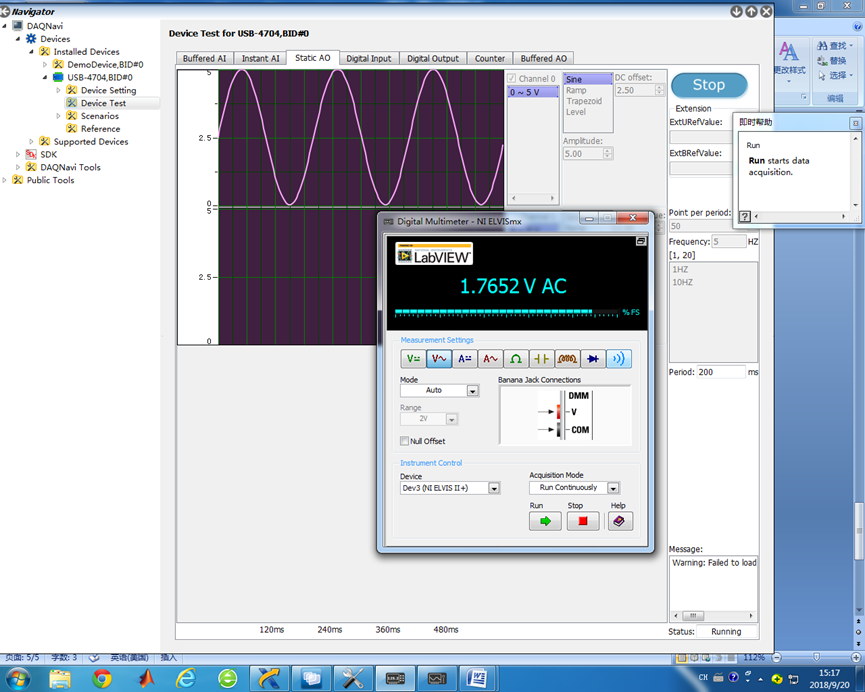 Navigator
DAQNavi
Devices
Installed Devices
DemoDevice,BID#0
USB-4704,BID#0
Device Setting
Device Test
Scenarios
Reference
Supported Devices
SDK
DAQNavi Tools
Public Tools
Device Test for USB-4704,BID#0
Buffered AI
Instant AI
Static AO
Digital Input
Digital Output
Counter
Buffered AO
5
2.5
0
5
2.5
0
120ms
240ms
360ms
480ms
Channel 0
0 ~ 5 V
Sine
Ramp
Trapezoid
Level
DC offset:
2.50
Amplitude:
5.00
Stop
Extension
ExtURefValue:
ExtBRefValue:
Point per period:
50
Frequency:
5
HZ
[1, 20]
1HZ
10HZ
Period:
200
ms
Message:
Warning: Failed to load
Status:
Running
即时帮助
Run
Run starts data
acquisition.
?
更改样式
查找
替换
选择
编辑
Digital Multimeter - NI ELVISmx
LabVIEW
1.7652 V AC
% FS
Measurement Settings
V=
V~
A=
A~
Ω
Mode
Auto
Range
2V
Null Offset
Banana Jack Connections
DMM
V
COM
Instrument Control
Device
Dev3 (NI ELVIS II+)
Acquisition Mode
Run Continuously
Run
Stop
Help
页面: 5/5
字数: 3
英语(美国)
插入
112%
CH
15:17
2018/9/20